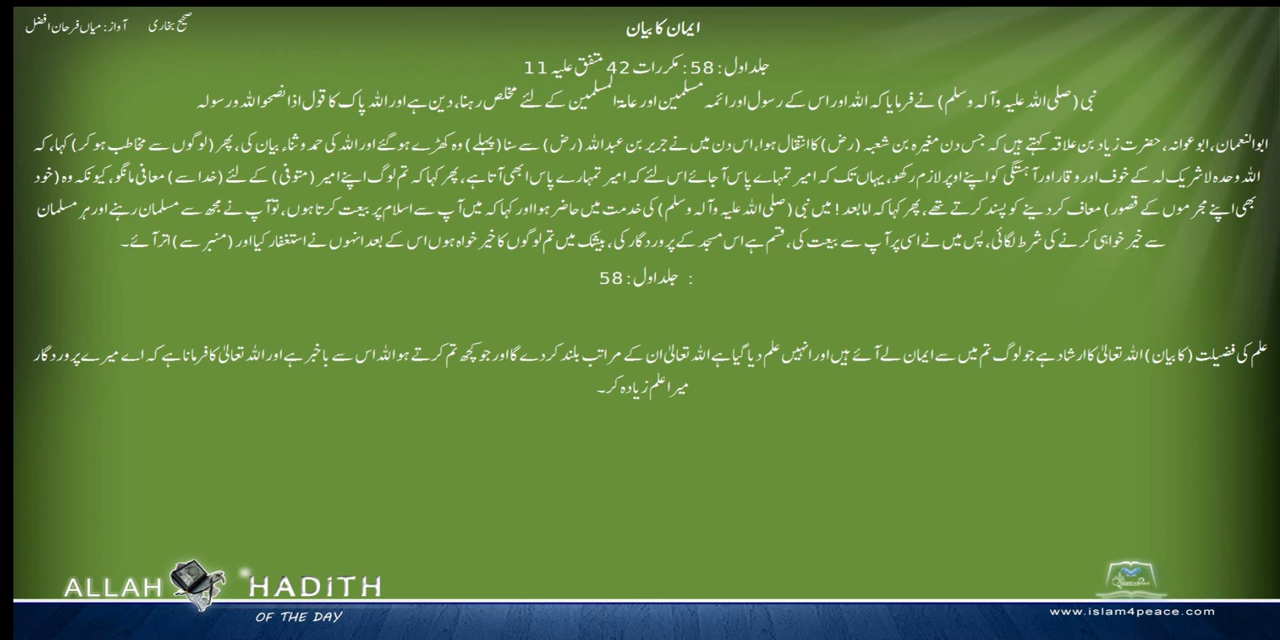 ایمان کا بیان
صحیح بخاری
آواز: میاں فرحان افضل
جلد اول: 58: مکررات 42 متفق علیہ 11
نبی (صلی اللہ علیہ وآلہ وسلم) نے فرمایا کہ اللہ اور اس کے رسول اور ائمہ مسلمین اور عامۃ المسلمین کے لئے مخلص رہنا، دین ہے اور اللہ پاک کا قول اذا نصحوا للہ ورسولہ
ابوالنعمان، ابوعوانہ، حضرت زیاد بن علاقہ کہتے ہیں کہ جس دن مغیرہ بن شعبہ (رض) کا انتقال ہوا، اس دن میں نے جریر بن عبداللہ (رض) سے سنا (پہلے) وہ کھڑے ہو گئے اور اللہ کی حمد و ثناء بیان کی، پھر (لوگوں سے مخاطب ہو کر) کہا، کہ
اللہ وحدہ لا شریک لہ کے خوف اور وقار اور آہستگی کو اپنے اوپر لازم رکھو، یہاں تک کہ امیر تمہاے پاس آ جائے اس لئے کہ امیر تمہارے پاس ابھی آتا ہے، پھر کہا کہ تم لوگ اپنے امیر (متوفی) کے لئے (خدا سے) معافی مانگو، کیونکہ وہ (خود
بھی اپنے مجرموں کے قصور) معاف کر دینے کو پسند کرتے تھے، پھر کہا کہ اما بعد! میں نبی (صلی اللہ علیہ وآلہ وسلم) کی خدمت میں حاضر ہوا اور کہا کہ میں آپ سے اسلام پر بیعت کرتا ہوں، تو آپ نے مجھ سے مسلمان رہنے اور ہر مسلمان
سے خیر خواہی کرنے کی شرط لگائی، پس میں نے اسی پر آپ سے بیعت کی، قسم ہے اس مسجد کے پروردگار کی، بیشک میں تم لوگوں کا خیر خواہ ہوں اس کے بعد انہوں نے استغفار کیا اور (منبر سے) اتر آئے۔
: جلد اول: 58
علم کی فضیلت (کا بیان) اللہ تعالیٰ کا ارشاد ہے جو لوگ تم میں سے ایمان لے آئے ہیں اور انہیں علم دیا گیا ہے اللہ تعالیٰ ان کے مراتب بلند کر دے گا اور جو کچھ تم کرتے ہو اللہ اس سے باخبر ہے اور اللہ تعالیٰ کا فرمانا ہے کہ اے میرے پروردگار
میرا علم زیادہ کر۔
ALLAH HADITH
OF THE DAY
www.islam4peace.com